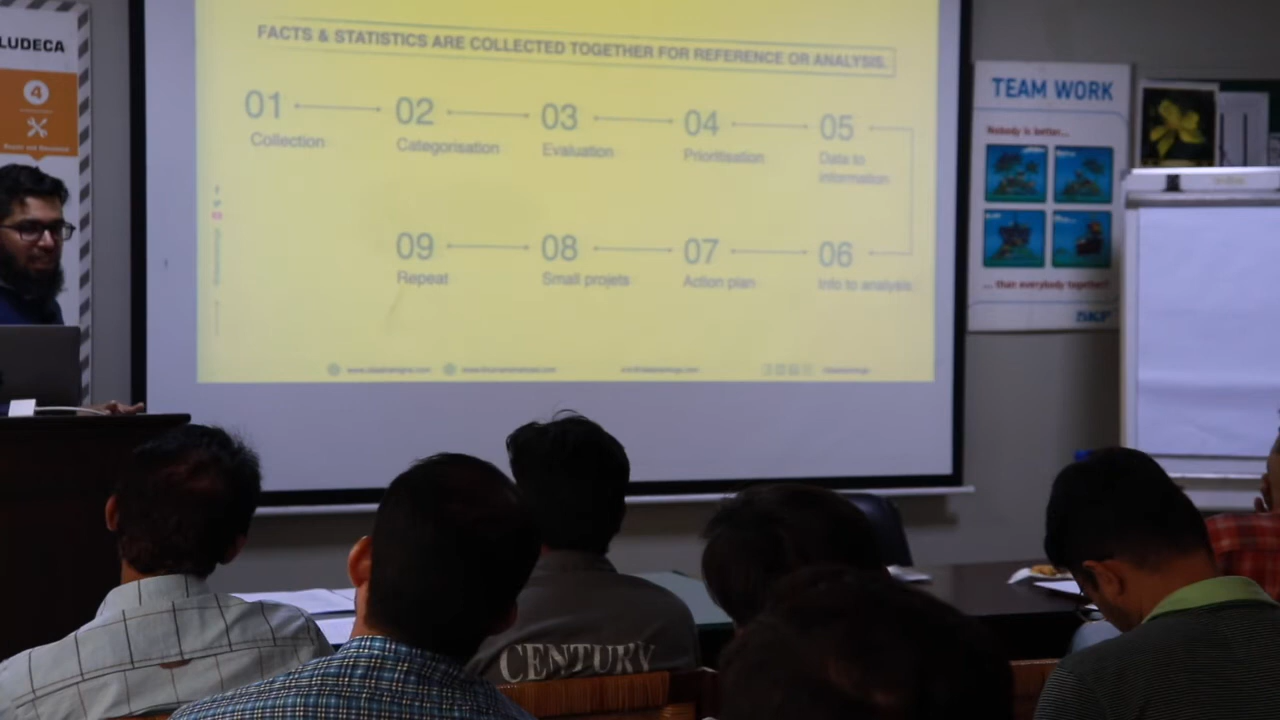 LUDECA
4
FACTS & STATISTICS ARE COLLECTED TOGETHER FOR REFERENCE OR ANALYSIS.
01 02 03 04 05
Collection Categorisation Evaluation Prioritisation Data to
information
09 08 07 06
Repeat Small projets Action plan Info to analysis
TEAM WORK
Nobody is better...
... than everybody together!
CENTURY